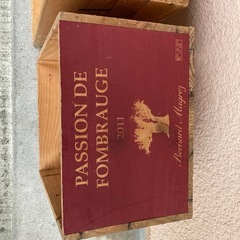 PASSION DE
FOMBRAUGE
2011
Bernard Magrez